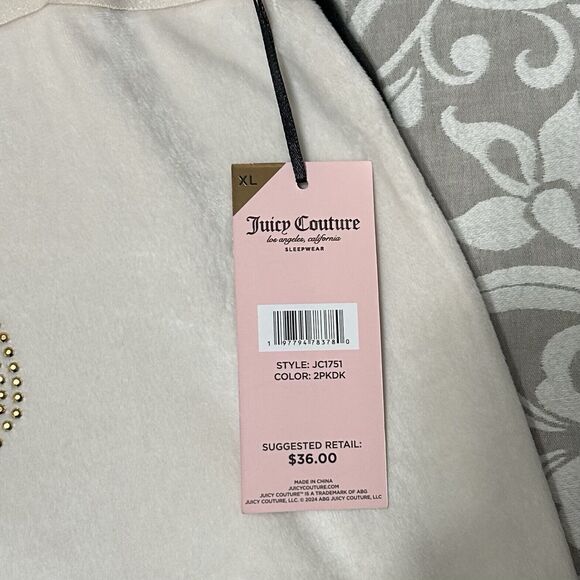 XL
Juicy Couture
los angeles, california
SLEEPWEAR
1 97794 78378 0
STYLE: JC1751
COLOR: 2PKDK
SUGGESTED RETAIL:
$36.00
MADE IN CHINA
JUICYCOUTURE.COM
JUICY COUTURE™ IS A TRADEMARK OF ABG
JUICY COUTURE, LLC. © 2024 ABG JUICY COUTURE, LLC